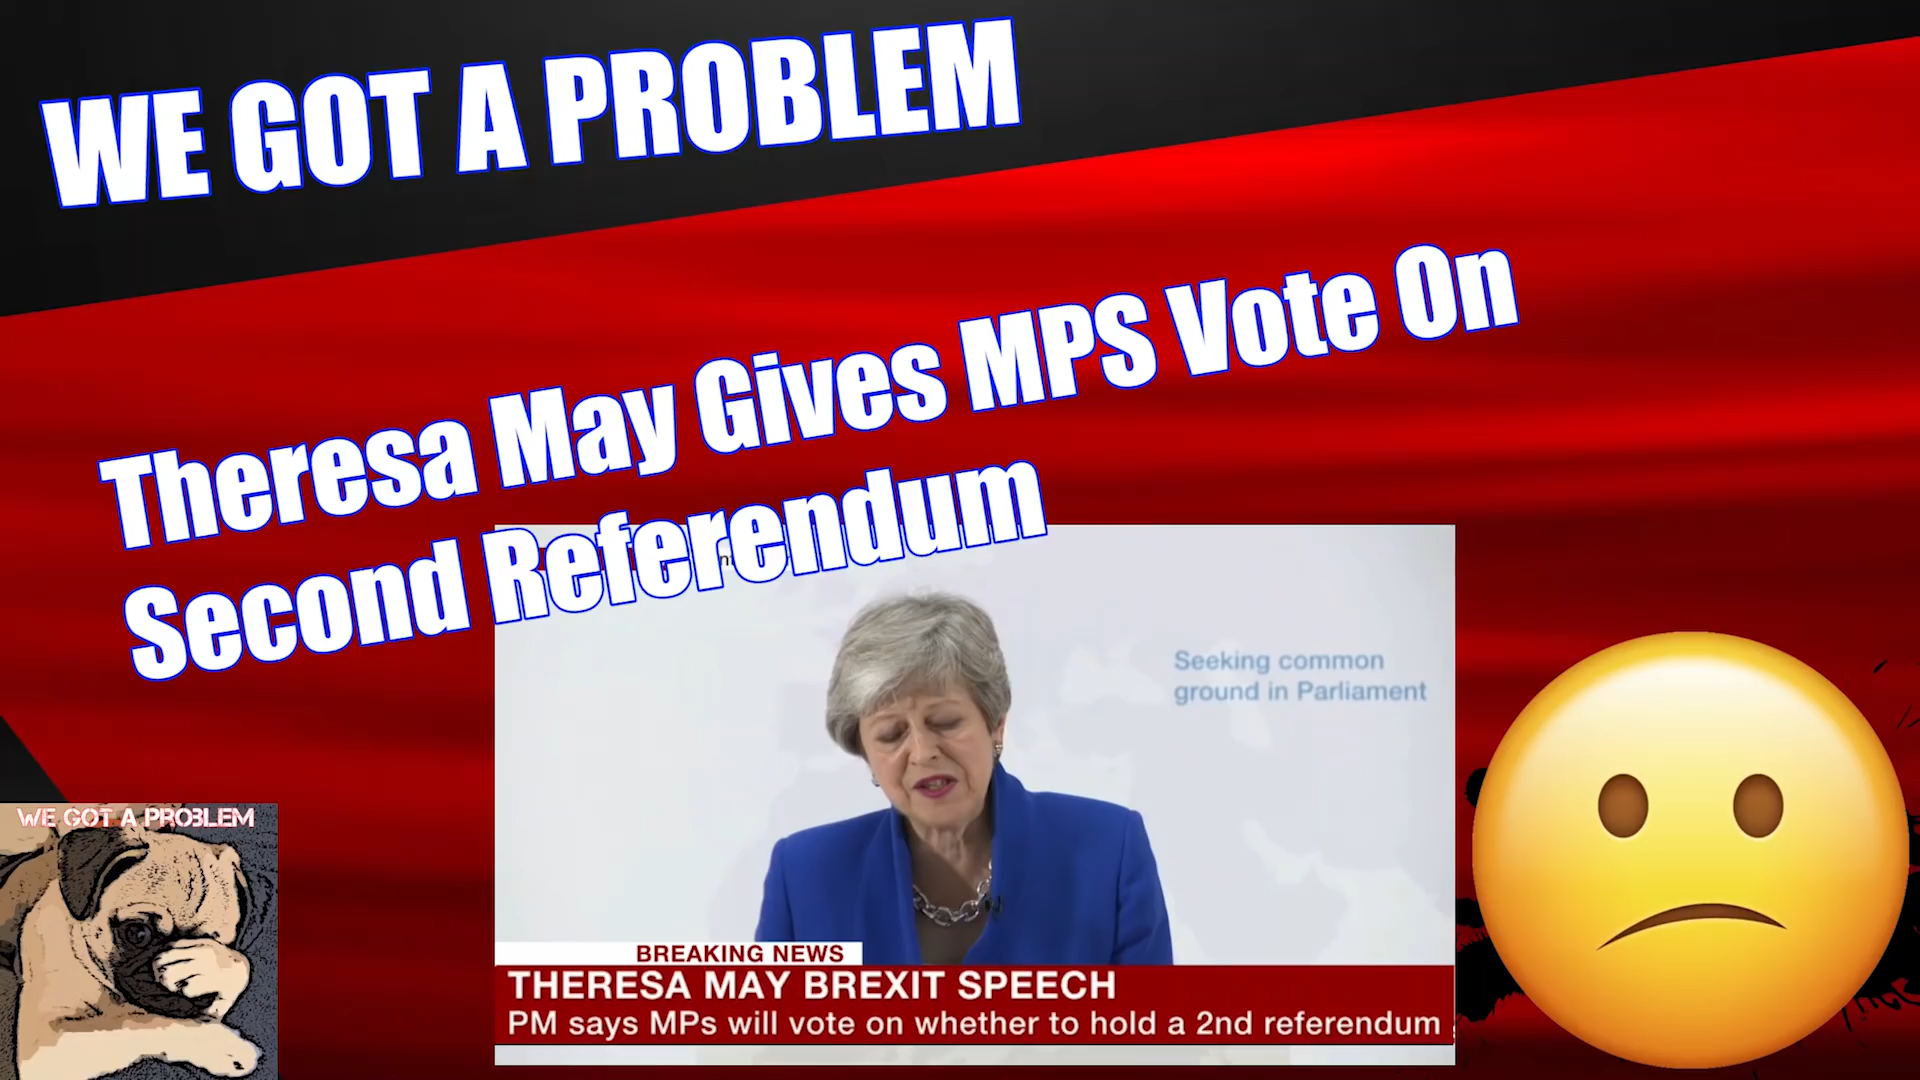 WE GOT A PROBLEM
Theresa May Gives MPS Vote On
Second Referendum
Seeking common
ground in Parliament
WE GOT A PROBLEM
BREAKING NEWS
THERESA MAY BREXIT SPEECH
PM says MPs will vote on whether to hold a 2nd referendum